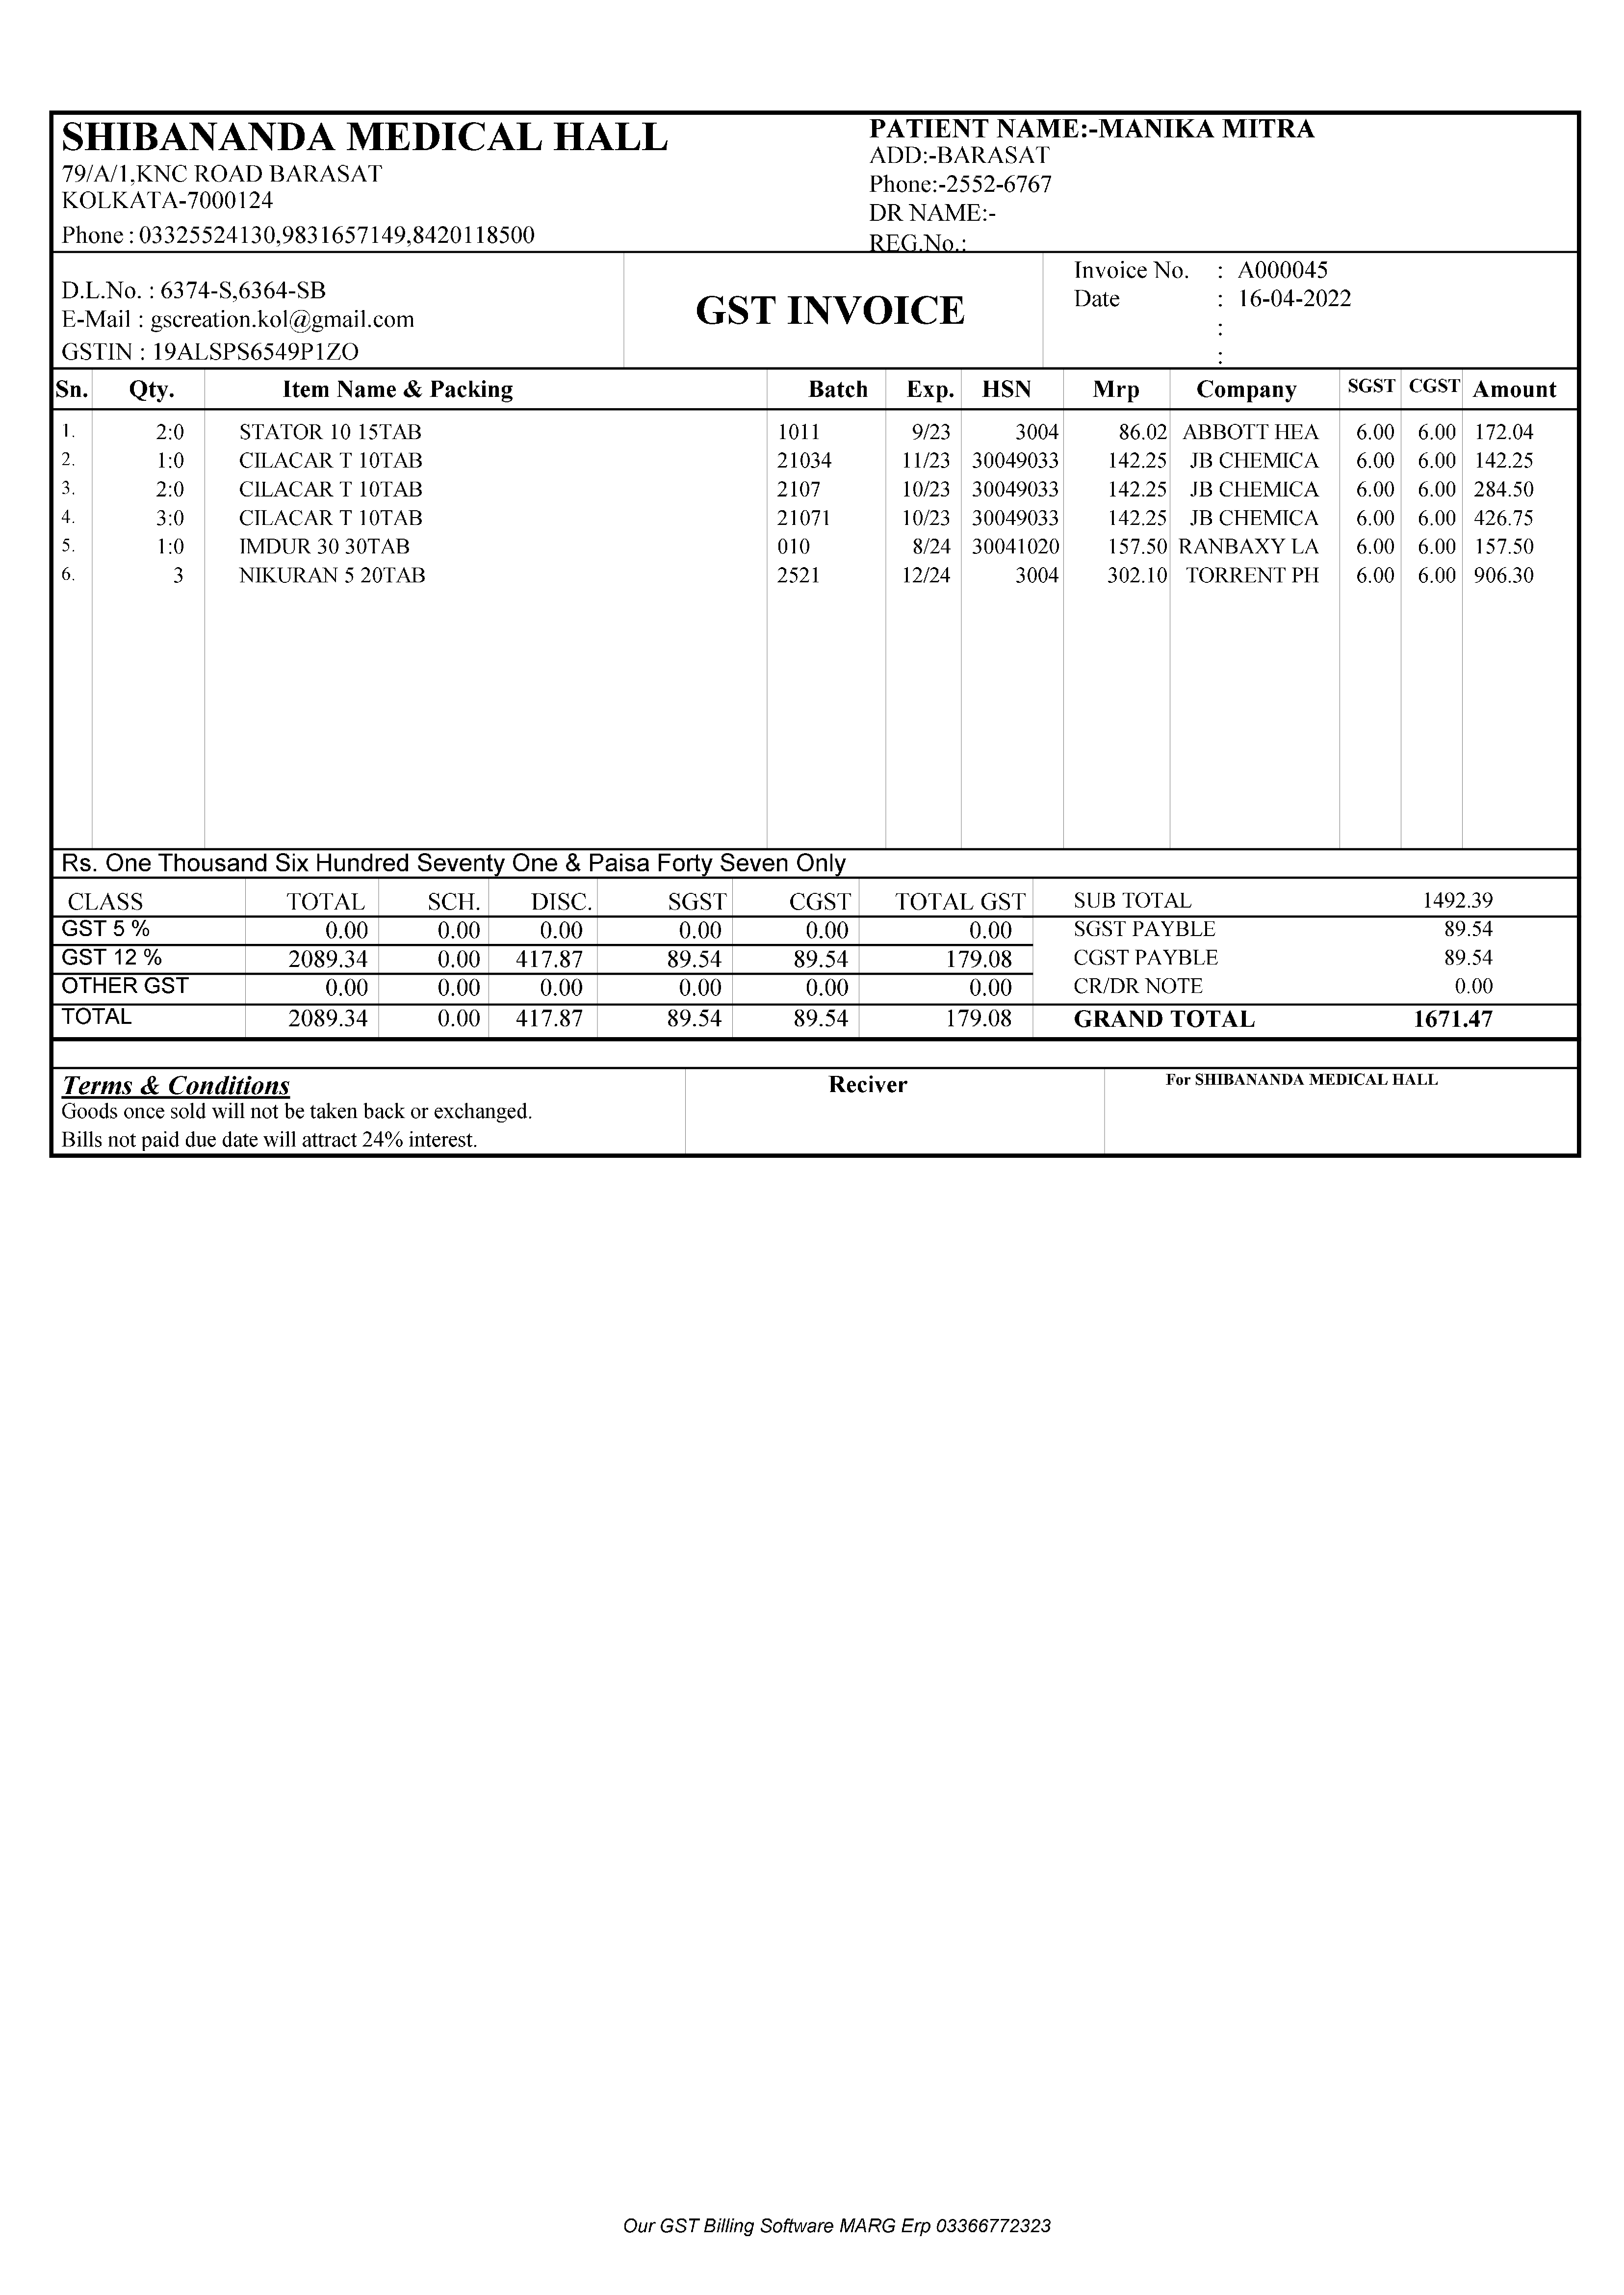 SHIBANANDA MEDICAL HALL
79/A/1,KNC ROAD BARASAT
KOLKATA-7000124
Phone : 03325524130,9831657149,8420118500
PATIENT NAME:-MANIKA MITRA
ADD:-BARASAT
Phone:-2552-6767
DR NAME:-
REG.No.:
D.L.No. : 6374-S,6364-SB
E-Mail : gscreation.kol@gmail.com
GSTIN : 19ALSPS6549P1ZO
GST INVOICE
Invoice No. : A000045
Date : 16-04-2022
:
:
Sn. Qty. Item Name & Packing Batch Exp. HSN Mrp Company SGST CGST Amount
1. 2:0 STATOR 10 15TAB 1011 9/23 3004 86.02 ABBOTT HEA 6.00 6.00 172.04
2. 1:0 CILACAR T 10TAB 21034 11/23 30049033 142.25 JB CHEMICA 6.00 6.00 142.25
3. 2:0 CILACAR T 10TAB 2107 10/23 30049033 142.25 JB CHEMICA 6.00 6.00 284.50
4. 3:0 CILACAR T 10TAB 21071 10/23 30049033 142.25 JB CHEMICA 6.00 6.00 426.75
5. 1:0 IMDUR 30 30TAB 010 8/24 30041020 157.50 RANBAXY LA 6.00 6.00 157.50
6. 3 NIKURAN 5 20TAB 2521 12/24 3004 302.10 TORRENT PH 6.00 6.00 906.30
Rs. One Thousand Six Hundred Seventy One & Paisa Forty Seven Only
CLASS TOTAL SCH. DISC. SGST CGST TOTAL GST
GST 5 % 0.00 0.00 0.00 0.00 0.00 0.00
GST 12 % 2089.34 0.00 417.87 89.54 89.54 179.08
OTHER GST 0.00 0.00 0.00 0.00 0.00 0.00
TOTAL 2089.34 0.00 417.87 89.54 89.54 179.08
SUB TOTAL 1492.39
SGST PAYBLE 89.54
CGST PAYBLE 89.54
CR/DR NOTE 0.00
GRAND TOTAL 1671.47
Terms & Conditions
Goods once sold will not be taken back or exchanged.
Bills not paid due date will attract 24% interest.
Reciver
For SHIBANANDA MEDICAL HALL
Our GST Billing Software MARG Erp 03366772323